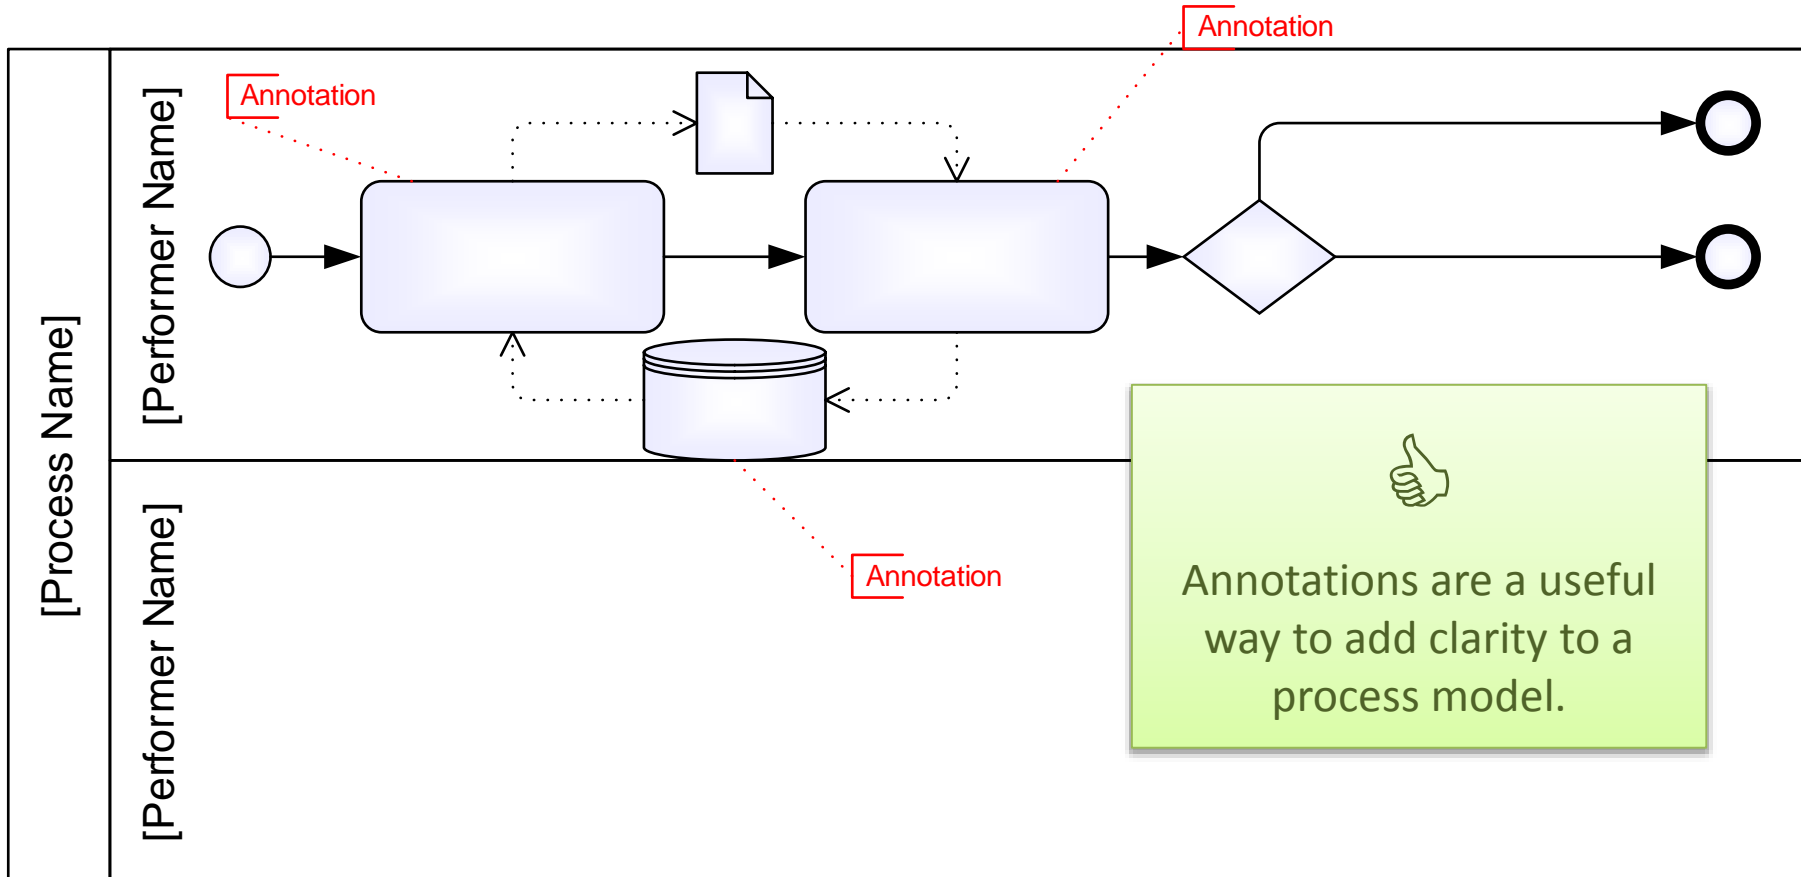 Annotation
Annotation
[Process Name]
[Performer Name]
[Performer Name]
Annotation
Annotations are a useful
way to add clarity to a
process model.